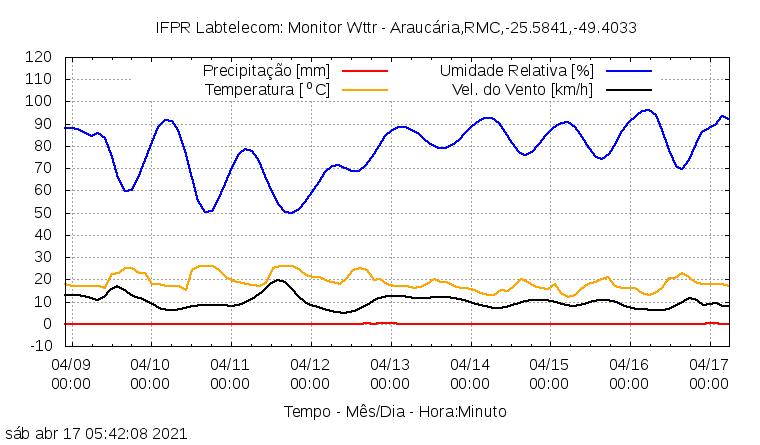 IFPR Labtelecom: Monitor Wttr - Araucária,RMC,-25.5841,-49.4033
Precipitação [mm]
Temperatura [ ⁰C]
Umidade Relativa [%]
Vel. do Vento [km/h]
120
110
100
90
80
70
60
50
40
30
20
10
0
-10
04/09 04/10 04/11 04/12 04/13 04/14 04/15 04/16 04/17
00:00 00:00 00:00 00:00 00:00 00:00 00:00 00:00 00:00
Tempo - Mês/Dia - Hora:Minuto
sáb abr 17 05:42:08 2021